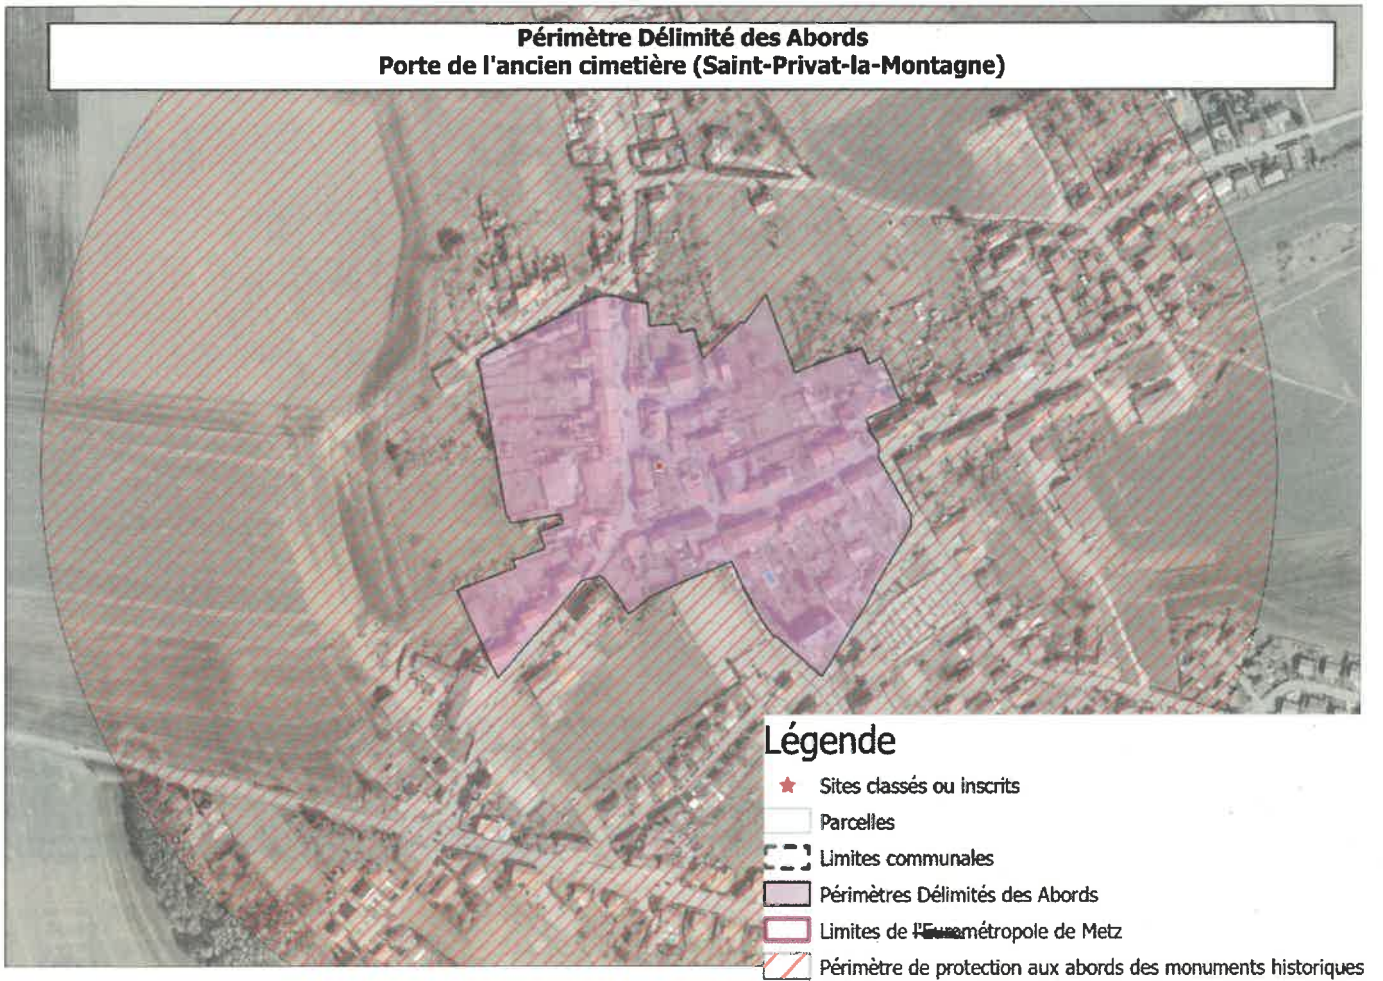 Périmètre Délimité des Abords
Porte de l'ancien cimetière (Saint-Privat-la-Montagne)
Légende
Sites classés ou inscrits
Parcelles
Limites communales
Périmètres Délimités des Abords
Limites de l'Eurométropole de Metz
Périmètre de protection aux abords des monuments historiques